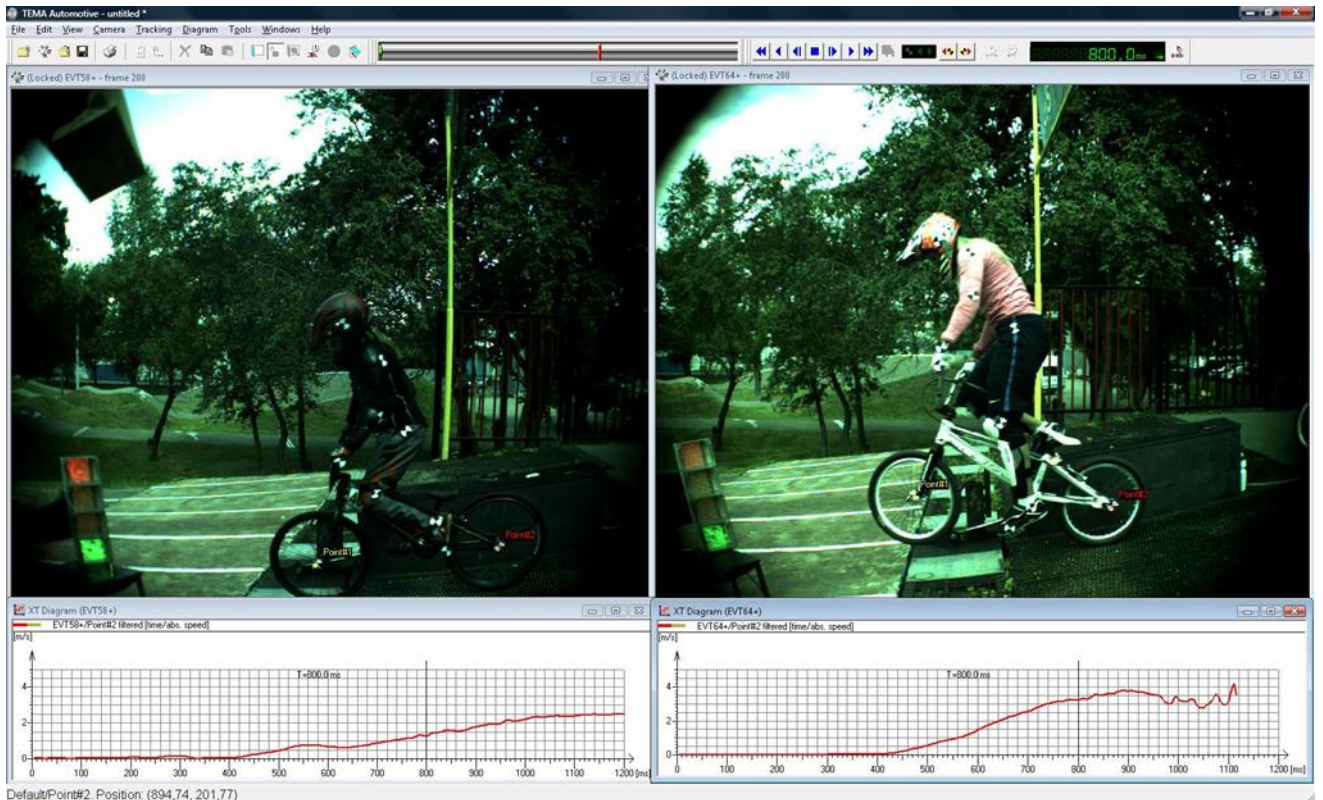 TEMA Automotive - untitled *
File Edit View Camera Tracking Diagram Tools Windows Help
800.0ms
(Locked) EVT58+ - frame 200
(Locked) EVT64+ - frame 200
Point#1
Point#2
Point#1
Point#2
XT Diagram (EVT58+)
EVT58+/Point#2 filtered [time/abs. speed]
[m/s]
T=800.0 ms
4
2
0
0 100 200 300 400 500 600 700 800 900 1000 1100 1200 [ms]
XT Diagram (EVT64+)
EVT64+/Point#2 filtered [time/abs. speed]
[m/s]
T=800.0 ms
4
2
0
0 100 200 300 400 500 600 700 800 900 1000 1100 1200 [ms]
Default/Point#2. Position: (894,74, 201,77)